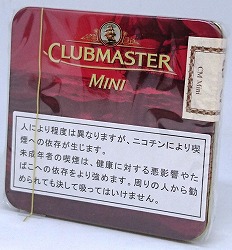 CLUBMASTER
MINI
CM Mini
人により程度は異なりますが、ニコチンにより喫
煙への依存が生じます。
未成年者の喫煙は、健康に対する悪影響やた
ばこへの依存をより強めます。周りの人から勧
められても決して吸ってはいけません。